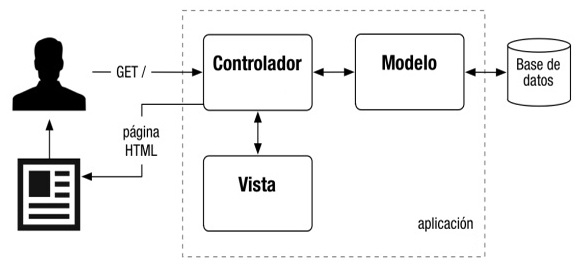 GET /
Controlador
Modelo
Base de
datos
página
HTML
Vista
aplicación